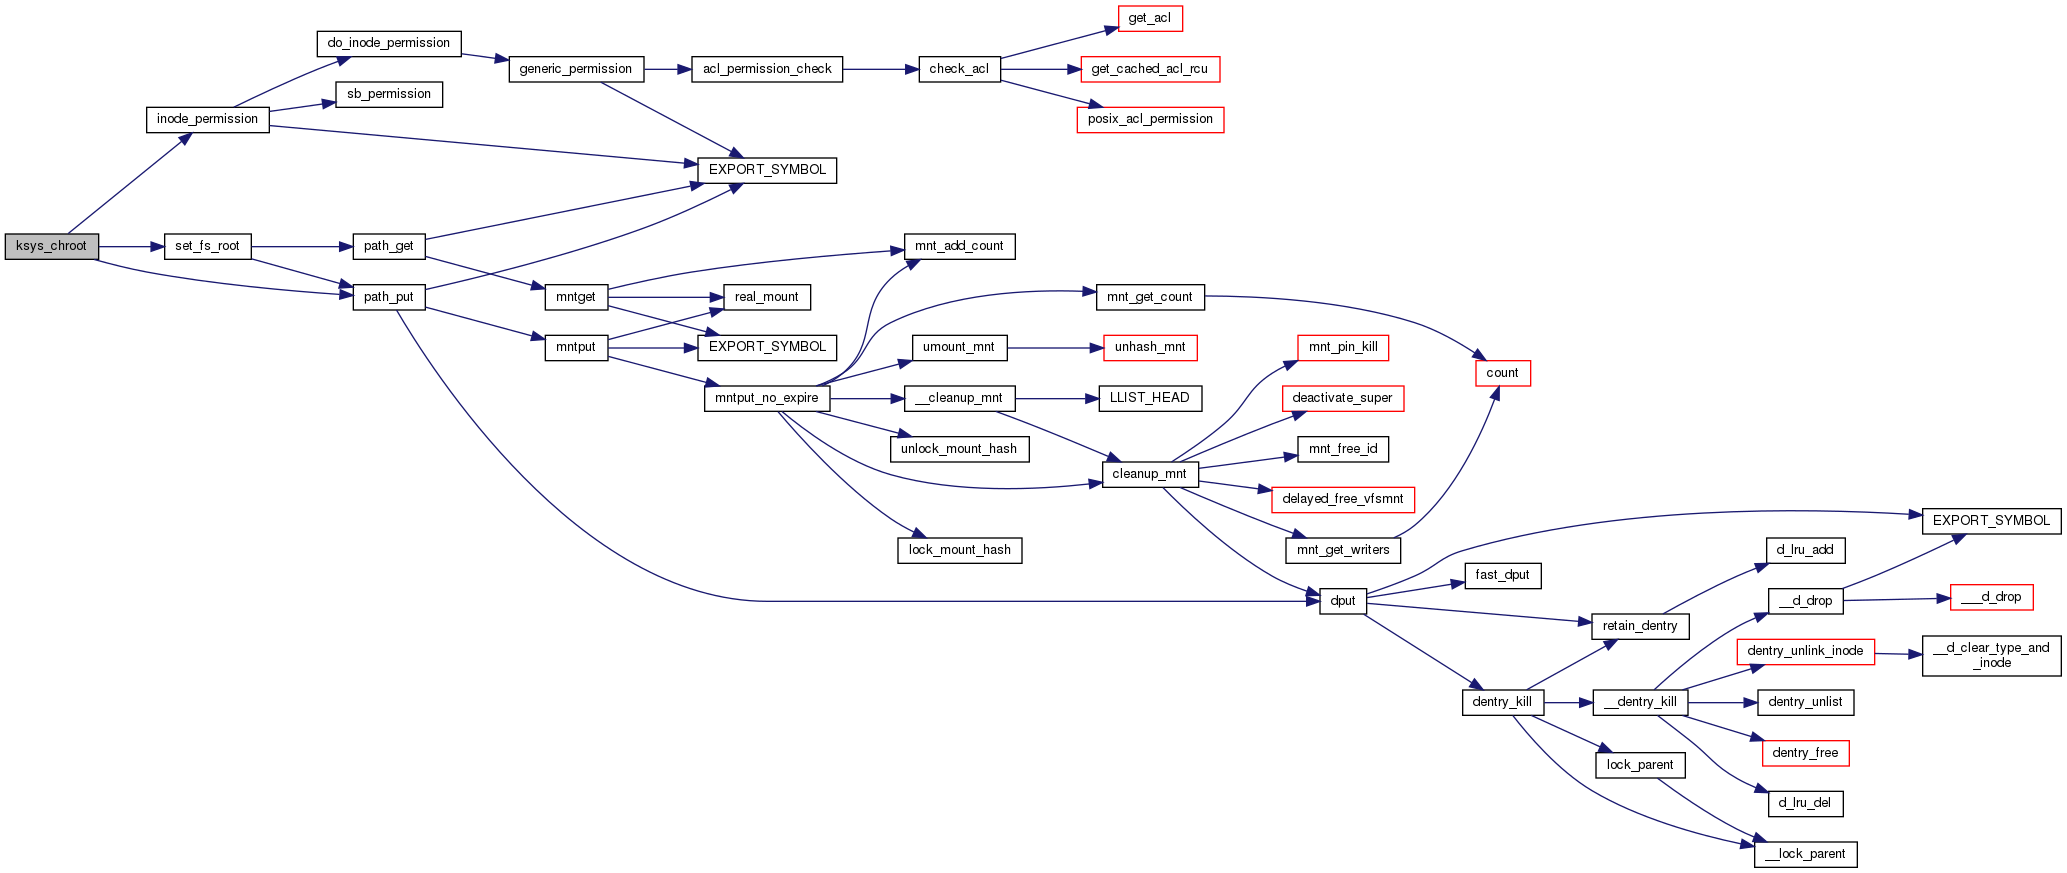 get_acl
do_inode_permission
generic_permission
acl_permission_check
check_acl
get_cached_acl_rcu
sb_permission
inode_permission
posix_acl_permission
EXPORT_SYMBOL
ksys_chroot
set_fs_root
path_get
mnt_add_count
path_put
mntget
real_mount
mnt_get_count
mntput
EXPORT_SYMBOL
umount_mnt
unhash_mnt
mnt_pin_kill
count
mntput_no_expire
__cleanup_mnt
LLIST_HEAD
deactivate_super
unlock_mount_hash
mnt_free_id
cleanup_mnt
delayed_free_vfsmnt
EXPORT_SYMBOL
lock_mount_hash
mnt_get_writers
d_lru_add
fast_dput
dput
__d_drop
___d_drop
retain_dentry
dentry_unlink_inode
__d_clear_type_and
_inode
dentry_kill
__dentry_kill
dentry_unlist
dentry_free
lock_parent
d_lru_del
__lock_parent